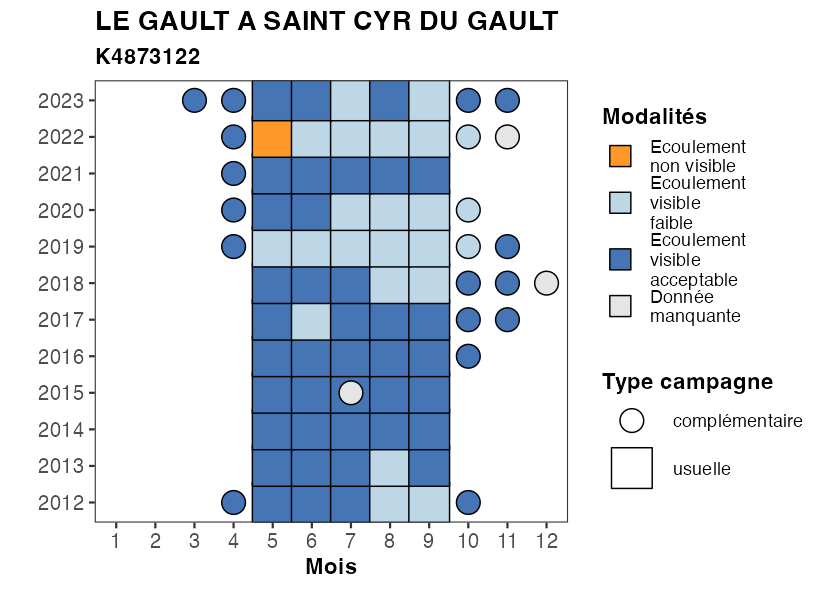 LE GAULT A SAINT CYR DU GAULT
K4873122
2023
2022
2021
2020
2019
2018
2017
2016
2015
2014
2013
2012
1 2 3 4 5 6 7 8 9 10 11 12
Mois
Modalités
Ecoulement
non visible
Ecoulement
visible
faible
Ecoulement
visible
acceptable
Donnée
manquante
Type campagne
complémentaire
usuelle